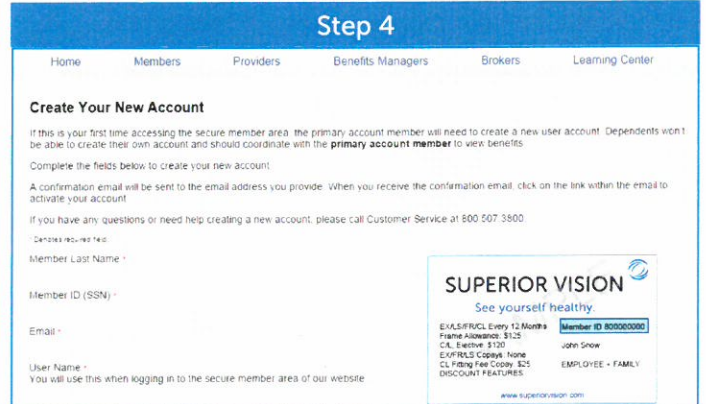 Step 4
Home Members Providers Benefits Managers Brokers Learning Center
Create Your New Account
If this is your first time accessing the secure member area, the primary account member will need to create a new user account. Dependents won't
be able to create their own account and should coordinate with the primary account member to view benefits.
Complete the fields below to create your new account.
A confirmation email will be sent to the email address you provide. When you receive the confirmation email, click on the link within the email to
activate your account.
If you have any questions or need help creating a new account, please call Customer Service at 800.507.3800.
* Denotes required field.
Member Last Name *
Member ID (SSN) *
Email *
User Name *
You will use this when logging in to the secure member area of our website
SUPERIOR VISION
See yourself healthy.
EX/LS/FR/CL Every 12 Months
Frame Allowance: $125
C/L, Elective: $120
EX/FR/LS Copays: None
CL Fitting Fee Copay: $25
DISCOUNT FEATURES
Member ID 800000000
John Snow
EMPLOYEE + FAMILY
www.superiorvision.com